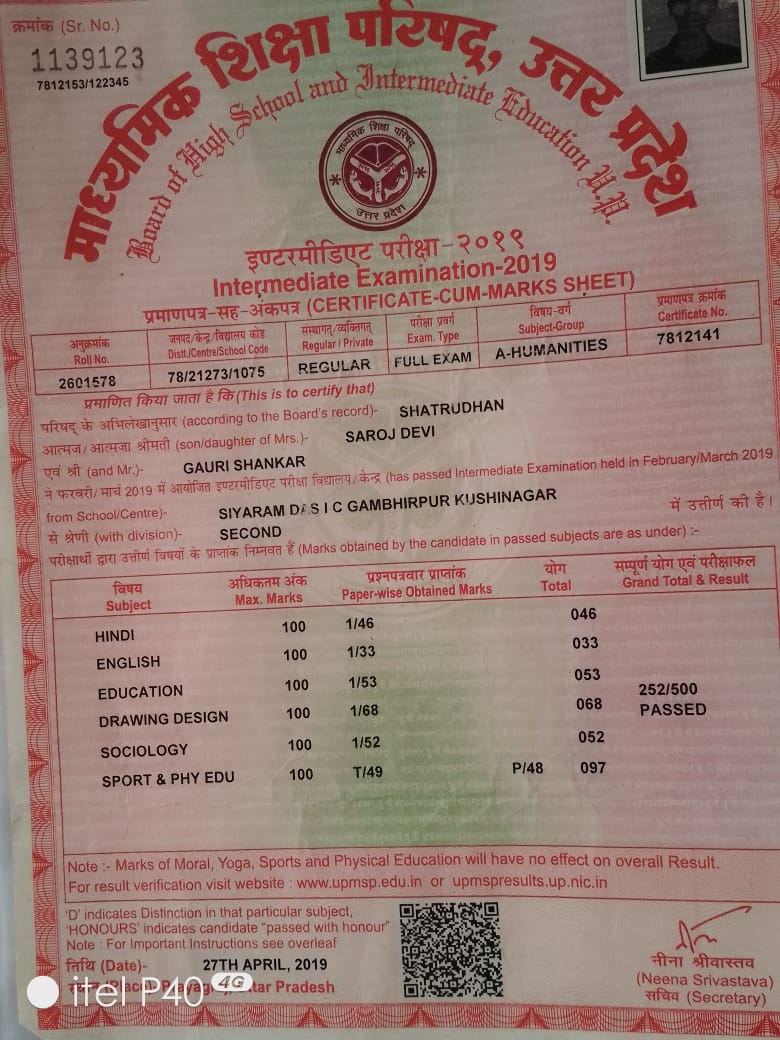 क्रमांक (Sr. No.)
1139123
7812153/122345
माध्यमिक शिक्षा परिषद्, उत्तर प्रदेश
Board of High School and Intermediate Education U.P.
माध्यमिक शिक्षा परिषद्
उत्तर प्रदेश
इण्टरमीडिएट परीक्षा-२०१९
Intermediate Examination-2019
प्रमाणपत्र-सह-अंकपत्र (CERTIFICATE-CUM-MARKS SHEET)
अनुक्रमांक जनपद/केन्द्र/विद्यालय कोड संस्थागत/व्यक्तिगत परीक्षा प्रवर्ग विषय-वर्ग प्रमाणपत्र क्रमांक
Roll No. Distt./Centre/School Code Regular / Private Exam. Type Subject-Group Certificate No.
2601578 78/21273/1075 REGULAR FULL EXAM A-HUMANITIES 7812141
प्रमाणित किया जाता है कि (This is to certify that)
परिषद् के अभिलेखानुसार (according to the Board's record)- SHATRUDHAN
आत्मज/आत्मजा श्रीमती (son/daughter of Mrs.)- SAROJ DEVI
एवं श्री (and Mr.)- GAURI SHANKAR
ने फरवरी/मार्च 2019 में आयोजित इण्टरमीडिएट परीक्षा विद्यालय/केन्द्र (has passed Intermediate Examination held in February/March 2019
from School/Centre)- SIYARAM DAS I C GAMBHIRPUR KUSHINAGAR
से श्रेणी (with division)- SECOND में उत्तीर्ण की है।
परीक्षार्थी द्वारा उत्तीर्ण विषयों के प्राप्तांक निम्नवत हैं (Marks obtained by the candidate in passed subjects are as under) :-
विषय अधिकतम अंक प्रश्नपत्रवार प्राप्तांक योग सम्पूर्ण योग एवं परीक्षाफल
Subject Max. Marks Paper-wise Obtained Marks Total Grand Total & Result
HINDI 100 1/46 046
ENGLISH 100 1/33 033
EDUCATION 100 1/53 053 252/500
DRAWING DESIGN 100 1/68 068 PASSED
SOCIOLOGY 100 1/52 052
SPORT & PHY EDU 100 T/49 P/48 097
Note :- Marks of Moral, Yoga, Sports and Physical Education will have no effect on overall Result.
For result verification visit website : www.upmsp.edu.in or upmspresults.up.nic.in
'D' indicates Distinction in that particular subject,
'HONOURS' indicates candidate "passed with honour"
Note : For Important Instructions see overleaf
तिथि (Date)- 27TH APRIL, 2019
(Place) Uttar Pradesh
नीना श्रीवास्तव
(Neena Srivastava)
सचिव (Secretary)
itel P40 4G